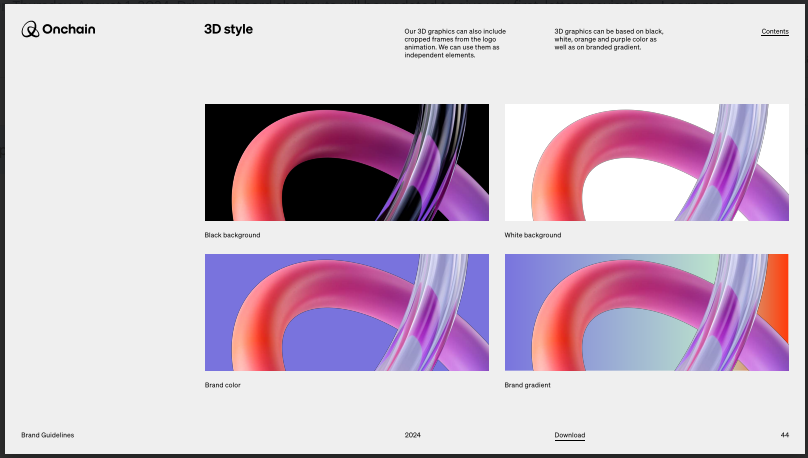 Onchain
3D style
Our 3D graphics can also include
cropped frames from the logo
animation. We can use them as
independent elements.
3D graphics can be based on black,
white, orange and purple color as
well as on branded gradient.
Contents
Black background
White background
Brand color
Brand gradient
Brand Guidelines
2024
Download
44